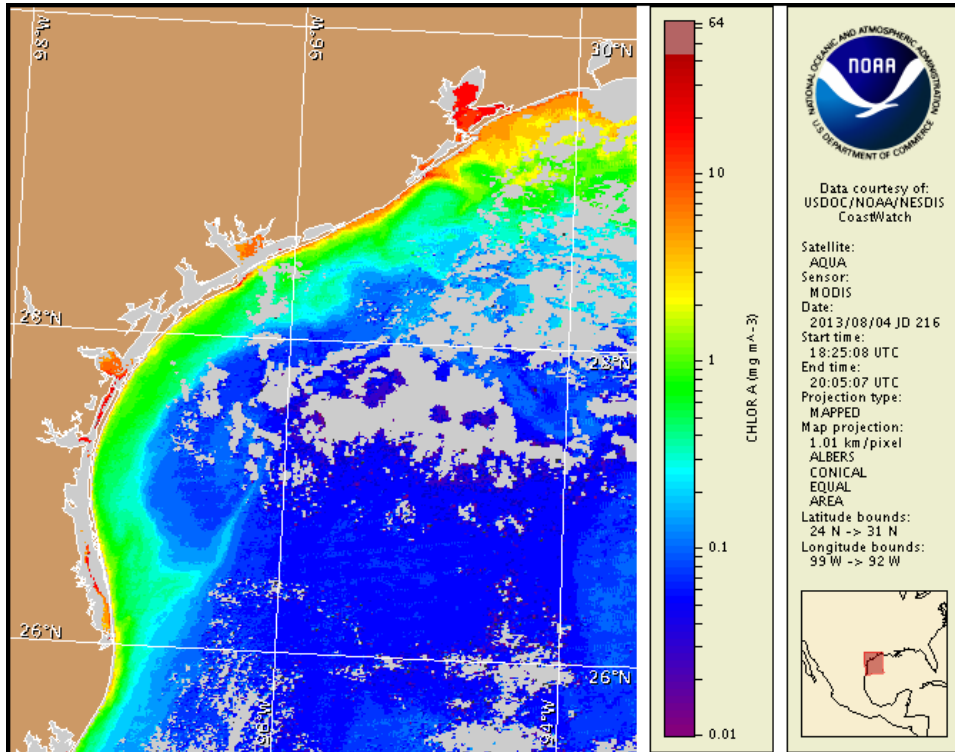 98°W
96°W
30°N
28°N
28°N
26°N
26°N
96°W
94°W
64
10
1
0.1
0.01
CHLOR A (mg m^-3)
NATIONAL OCEANIC AND ATMOSPHERIC ADMINISTRATION
NOAA
U.S. DEPARTMENT OF COMMERCE
Data courtesy of:
USDOC/NOAA/NESDIS
CoastWatch
Satellite:
AQUA
Sensor:
MODIS
Date:
2013/08/04 JD 216
Start time:
18:25:08 UTC
End time:
20:05:07 UTC
Projection type:
MAPPED
Map projection:
1.01 km/pixel
ALBERS
CONICAL
EQUAL
AREA
Latitude bounds:
24 N -> 31 N
Longitude bounds:
99 W -> 92 W